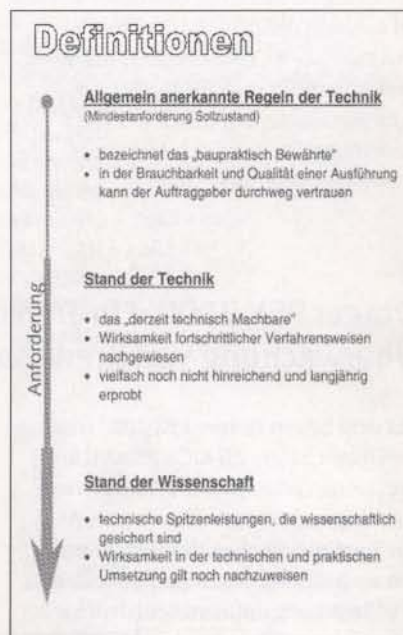 Definitionen
Allgemein anerkannte Regeln der Technik
(Mindestanforderung Sollzustand)
• bezeichnet das „baupraktisch Bewährte“
• in der Brauchbarkeit und Qualität einer Ausführung
kann der Auftraggeber durchweg vertrauen
Anforderung
Stand der Technik
• das „derzeit technisch Machbare“
• Wirksamkeit fortschrittlicher Verfahrensweisen
nachgewiesen
• vielfach noch nicht hinreichend und langjährig
erprobt
Stand der Wissenschaft
• technische Spitzenleistungen, die wissenschaftlich
gesichert sind
• Wirksamkeit in der technischen und praktischen
Umsetzung gilt noch nachzuweisen